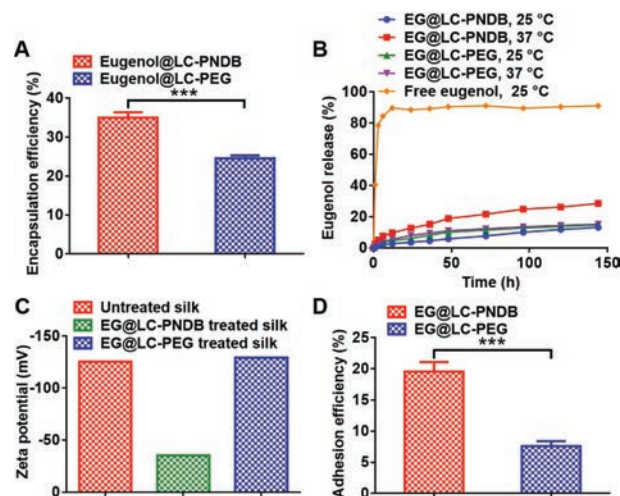 A
Eugenol@LC-PNDB
Eugenol@LC-PEG
***
Encapsulation efficiency (%)
40
30
20
10
0
B
EG@LC-PNDB, 25 °C
EG@LC-PNDB, 37 °C
EG@LC-PEG, 25 °C
EG@LC-PEG, 37 °C
Free eugenol, 25 °C
Eugenol release (%)
100
80
60
40
20
0
0 50 100 150
Time (h)
C
Untreated silk
EG@LC-PNDB treated silk
EG@LC-PEG treated silk
Zeta potential (mV)
-150
-100
-50
0
D
EG@LC-PNDB
EG@LC-PEG
***
Adhesion efficiency (%)
25
20
15
10
5
0